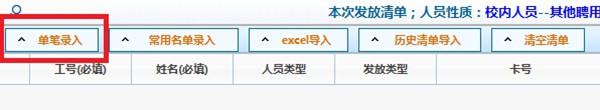 本次发放清单；人员性质：校内人员--其他聘用
单笔录入 常用名单录入 excel导入 历史清单导入 清空清单
工号(必填) 姓名(必填) 人员类型 发放类型 卡号